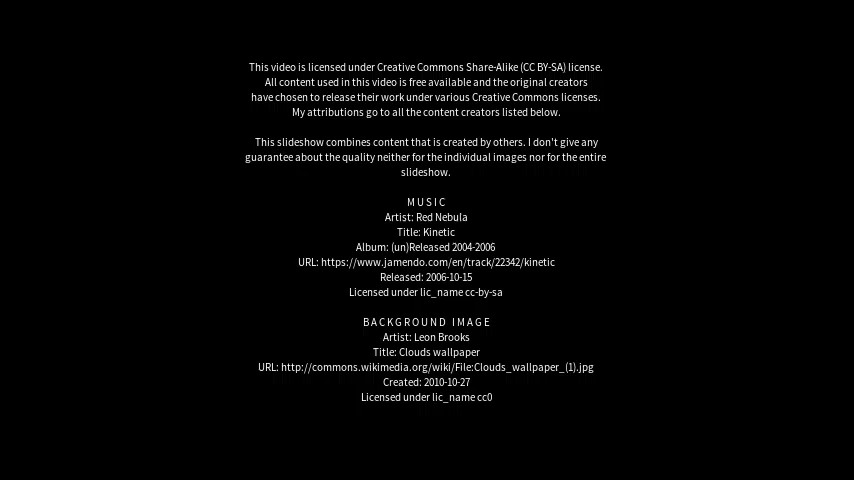 This video is licensed under Creative Commons Share-Alike (CC BY-SA) license.
All content used in this video is free available and the original creators
have chosen to release their work under various Creative Commons licenses.
My attributions go to all the content creators listed below.
This slideshow combines content that is created by others. I don't give any
guarantee about the quality neither for the individual images nor for the entire
slideshow.
MUSIC
Artist: Red Nebula
Title: Kinetic
Album: (un)Released 2004-2006
URL: https://www.jamendo.com/en/track/22342/kinetic
Released: 2006-10-15
Licensed under lic_name cc-by-sa
BACKGROUND IMAGE
Artist: Leon Brooks
Title: Clouds wallpaper
URL: http://commons.wikimedia.org/wiki/File:Clouds_wallpaper_(1).jpg
Created: 2010-10-27
Licensed under lic_name cc0